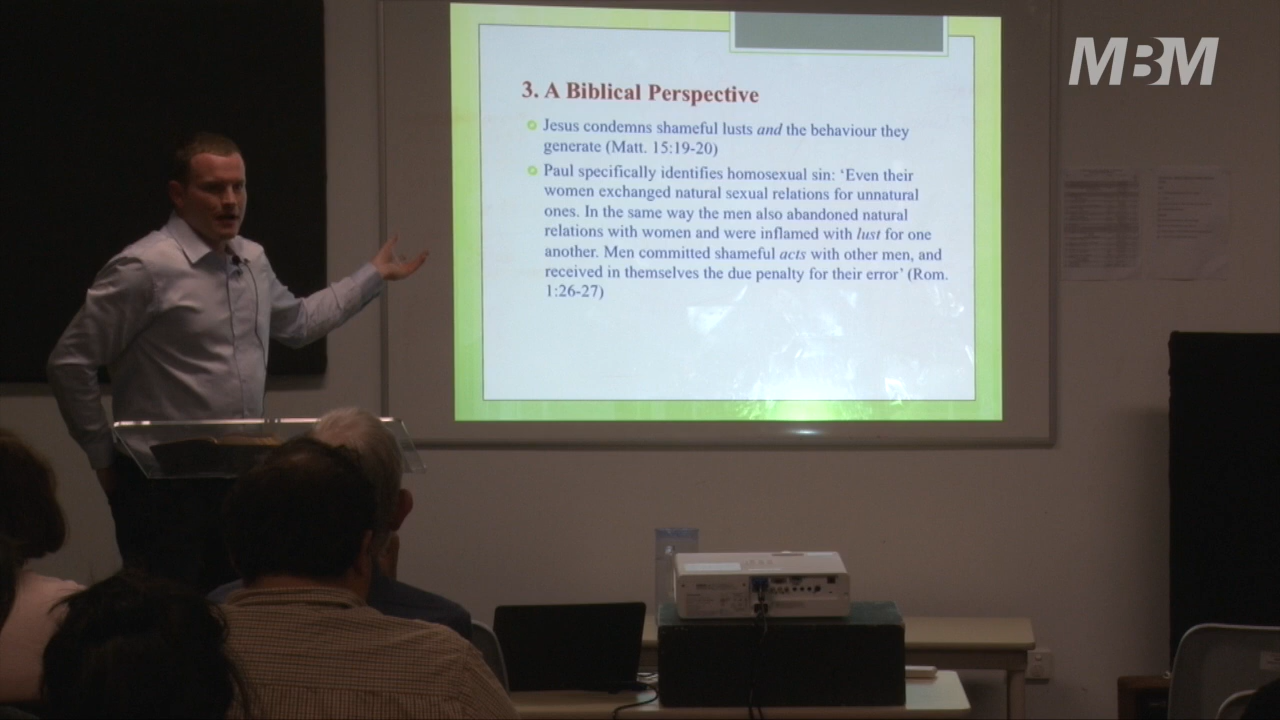 MBM
3. A Biblical Perspective
Jesus condemns shameful lusts and the behaviour they
generate (Matt. 15:19-20)
Paul specifically identifies homosexual sin: ‘Even their
women exchanged natural sexual relations for unnatural
ones. In the same way the men also abandoned natural
relations with women and were inflamed with lust for one
another. Men committed shameful acts with other men, and
received in themselves the due penalty for their error’ (Rom.
1:26-27)